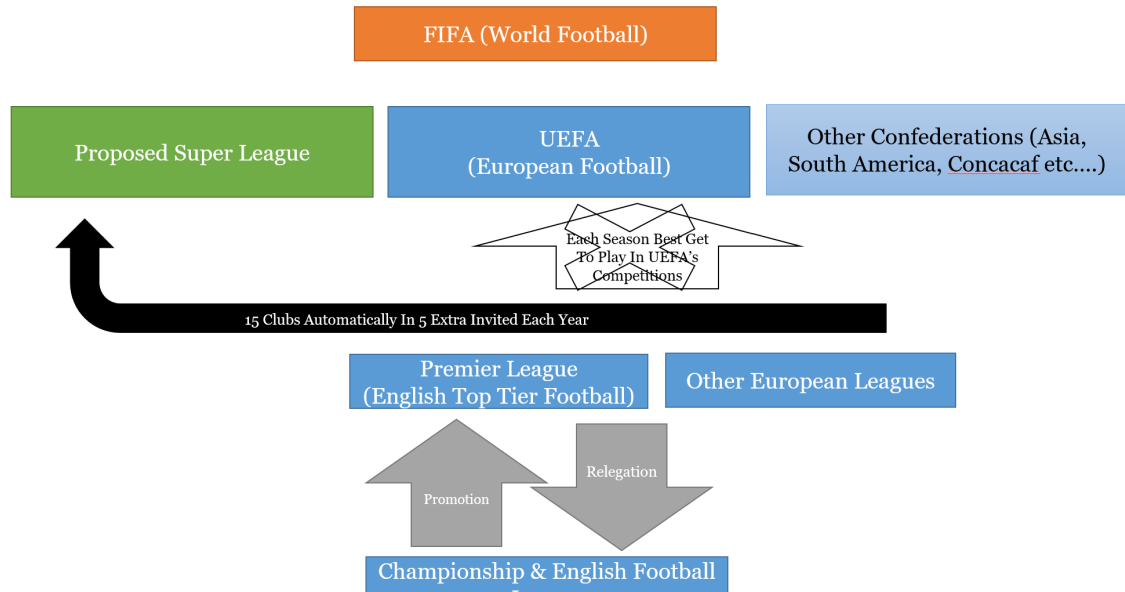 FIFA (World Football)
Proposed Super League
UEFA
(European Football)
Other Confederations (Asia,
South America, Concacaf etc....)
Each Season Best Get
To Play In UEFA's
Competitions
15 Clubs Automatically In 5 Extra Invited Each Year
Premier League
(English Top Tier Football)
Other European Leagues
Promotion
Relegation
Championship & English Football